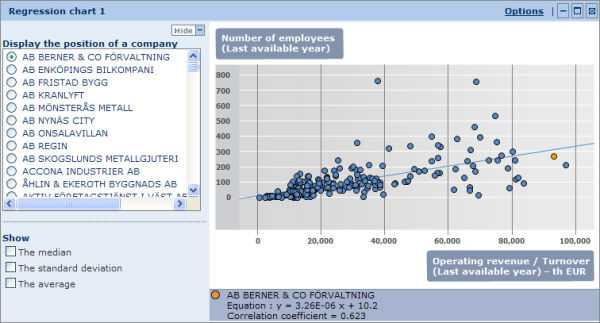 Regression chart 1
Options
Hide
Display the position of a company
AB BERNER & CO FÖRVALTNING
AB ENKÖPINGS BILKOMPANI
AB FRISTAD BYGG
AB KRANLYFT
AB MÖNSTERÅS METALL
AB NYNÄS CITY
AB ONSALAVILLAN
AB REGIN
AB SKOGSLUNDS METALLGJUTERI
ACCONA INDUSTRIER AB
ÅHLIN & EKEROTH BYGGNADS AB
AKTIV FÖRETAGSTJÄNST I VÄST AB
Show
The median
The standard deviation
The average
Number of employees
(Last available year)
800
700
600
500
400
300
200
100
0
0
20,000
40,000
60,000
80,000
100,000
Operating revenue / Turnover
(Last available year) - th EUR
AB BERNER & CO FÖRVALTNING
Equation : y = 3.26E-06 x + 10.2
Correlation coefficient = 0.623